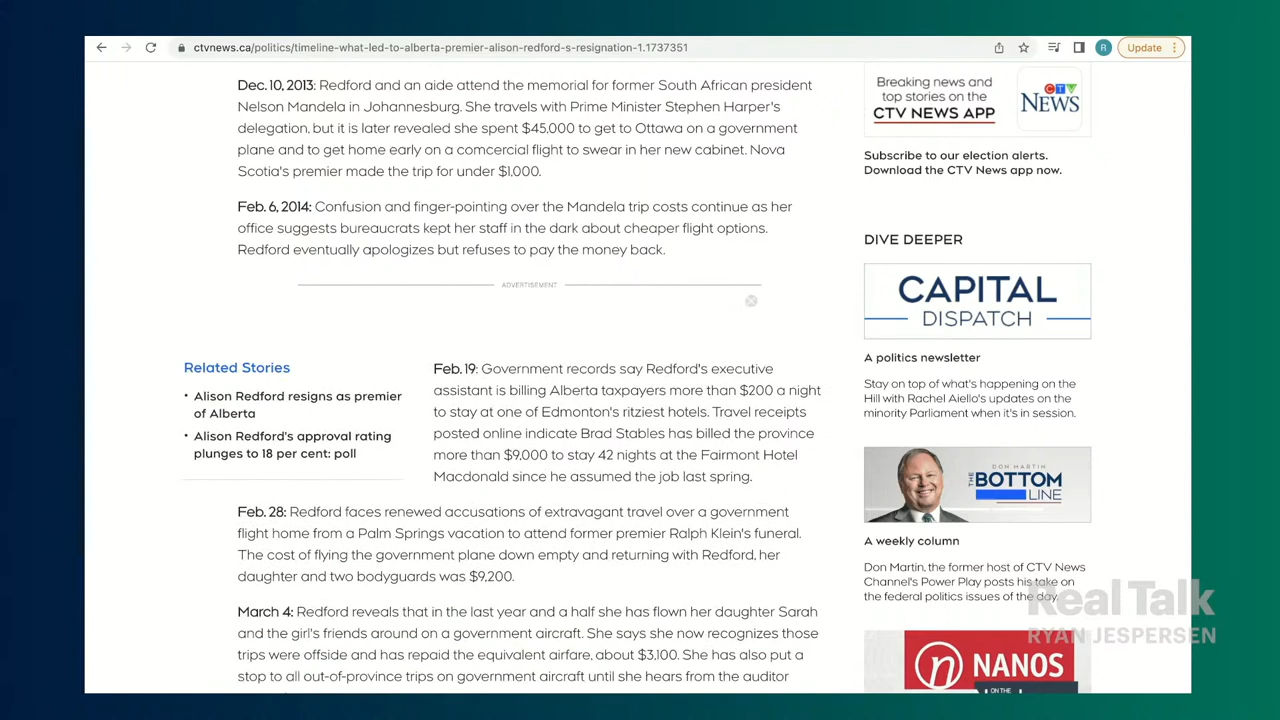 ctvnews.ca/politics/timeline-what-led-to-alberta-premier-alison-redford-s-resignation-1.1737351
R
Update
Dec. 10, 2013: Redford and an aide attend the memorial for former South African president
Nelson Mandela in Johannesburg. She travels with Prime Minister Stephen Harper's
delegation, but it is later revealed she spent $45,000 to get to Ottawa on a government
plane and to get home early on a comcercial flight to swear in her new cabinet. Nova
Scotia's premier made the trip for under $1,000.
Feb. 6, 2014: Confusion and finger-pointing over the Mandela trip costs continue as her
office suggests bureaucrats kept her staff in the dark about cheaper flight options.
Redford eventually apologizes but refuses to pay the money back.
ADVERTISEMENT
Related Stories
• Alison Redford resigns as premier
of Alberta
• Alison Redford's approval rating
plunges to 18 per cent: poll
Feb. 19: Government records say Redford's executive
assistant is billing Alberta taxpayers more than $200 a night
to stay at one of Edmonton's ritziest hotels. Travel receipts
posted online indicate Brad Stables has billed the province
more than $9,000 to stay 42 nights at the Fairmont Hotel
Macdonald since he assumed the job last spring.
Feb. 28: Redford faces renewed accusations of extravagant travel over a government
flight home from a Palm Springs vacation to attend former premier Ralph Klein's funeral.
The cost of flying the government plane down empty and returning with Redford, her
daughter and two bodyguards was $9,200.
March 4: Redford reveals that in the last year and a half she has flown her daughter Sarah
and the girl's friends around on a government aircraft. She says she now recognizes those
trips were offside and has repaid the equivalent airfare, about $3,100. She has also put a
stop to all out-of-povince trips on government aircraft until she hears from the auditor
Breaking news and
top stories on the
CTV NEWS APP
CTV
NEWS
Subscribe to our election alerts.
Download the CTV News app now.
DIVE DEEPER
CAPITAL
DISPATCH
A politics newsletter
Stay on top of what's happening on the
Hill with Rachel Aiello's updates on the
minority Parliament when it's in session.
DON MARTIN
THE BOTTOM
LINE
A weekly column
Don Martin, the former host of CTV News
Channel's Power Play posts his take on
the federal politics issues of the day.
Real Talk
RYAN JESPERSEN
n NANOS
ON THE